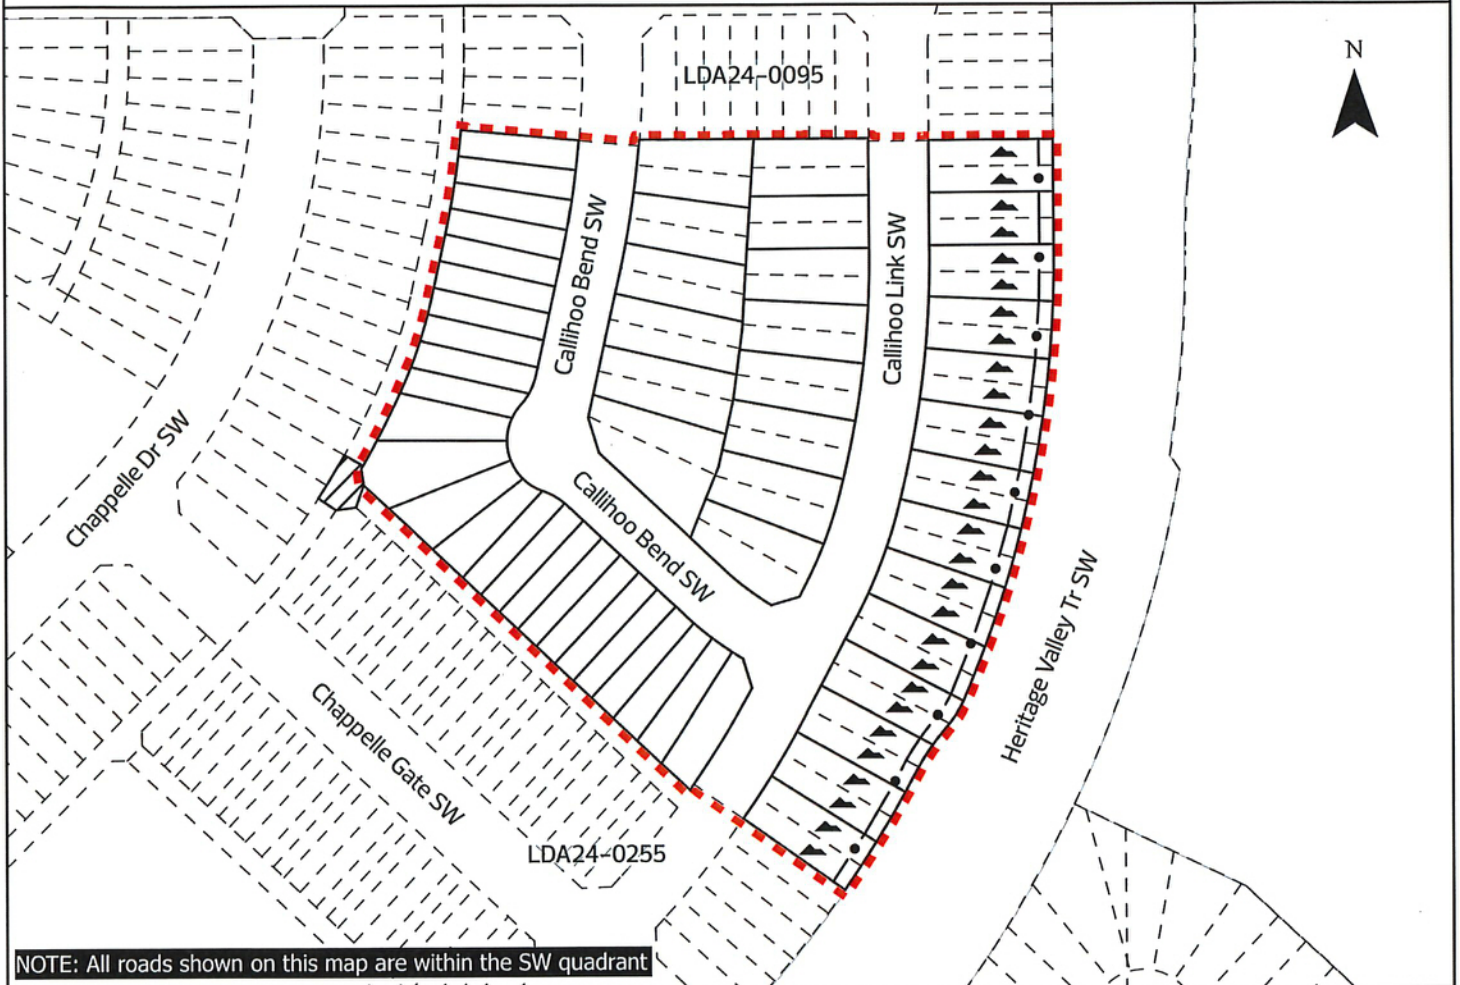 LDA24-0095
N
Callihoo Bend SW
Callihoo Link SW
Chappelle Dr SW
Callihoo Bend SW
Heritage Valley Tr SW
Chappelle Gate SW
LDA24-0255
NOTE: All roads shown on this map are within the SW quadrant